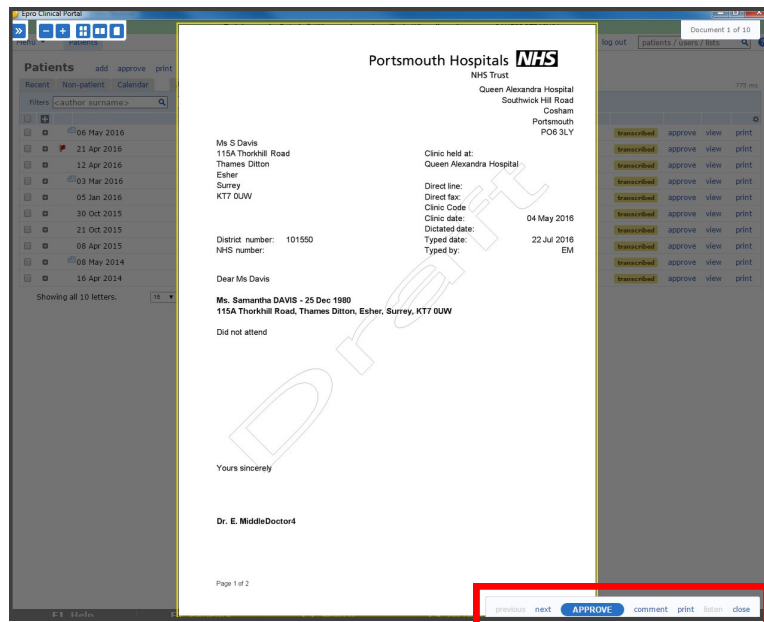 Epro Clinical Portal
Document 1 of 10
Menu Patients
log out patients / users / lists
Patients add approve print
Recent Non-patient Calendar
775 ms
Filters <author surname>
06 May 2016 transcribed approve view print
21 Apr 2016 transcribed approve view print
12 Apr 2016 transcribed approve view print
03 Mar 2016 transcribed approve view print
05 Jan 2016 transcribed approve view print
30 Oct 2015 transcribed approve view print
21 Oct 2015 transcribed approve view print
08 Apr 2015 transcribed approve view print
08 May 2014 transcribed approve view print
16 Apr 2014 transcribed approve view print
Showing all 10 letters.
Portsmouth Hospitals NHS
NHS Trust
Queen Alexandra Hospital
Southwick Hill Road
Cosham
Portsmouth
PO6 3LY
Ms S Davis
115A Thorkhill Road
Thames Ditton
Esher
Surrey
KT7 0UW
Clinic held at:
Queen Alexandra Hospital
Direct line:
Direct fax:
Clinic Code
Clinic date: 04 May 2016
Dictated date:
Typed date: 22 Jul 2016
Typed by: EM
District number: 101550
NHS number:
Dear Ms Davis
Ms. Samantha DAVIS - 25 Dec 1980
115A Thorkhill Road, Thames Ditton, Esher, Surrey, KT7 0UW
Did not attend
Draft
Yours sincerely
Dr. E. MiddleDoctor4
Page 1 of 2
previous next APPROVE comment print listen close
F1 Help